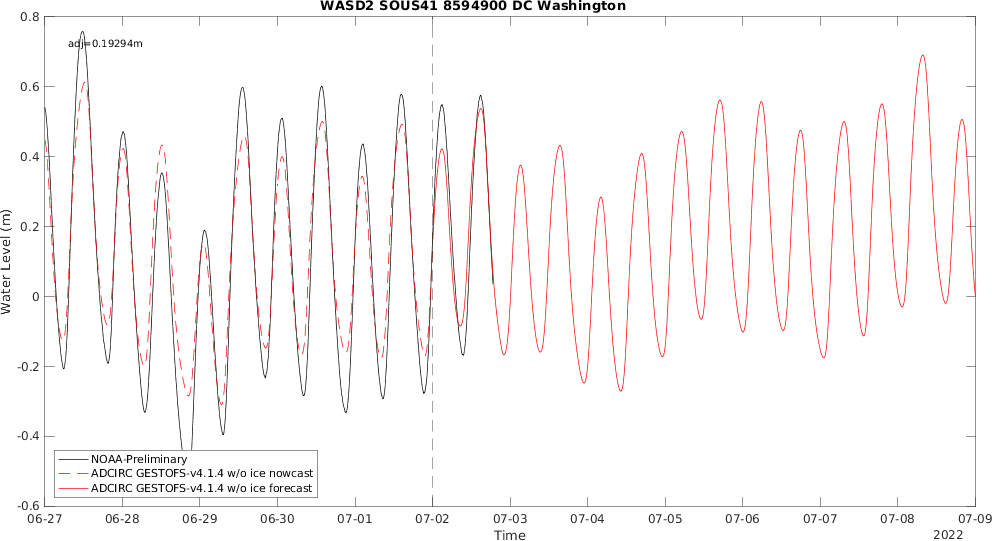 WASD2 SOUS41 8594900 DC Washington
adj=0.19294m
0.8
0.6
0.4
0.2
0
-0.2
-0.4
-0.6
Water Level (m)
NOAA-Preliminary
ADCIRC GESTOFS-v4.1.4 w/o ice nowcast
ADCIRC GESTOFS-v4.1.4 w/o ice forecast
06-27 06-28 06-29 06-30 07-01 07-02 07-03 07-04 07-05 07-06 07-07 07-08 07-09
Time
2022